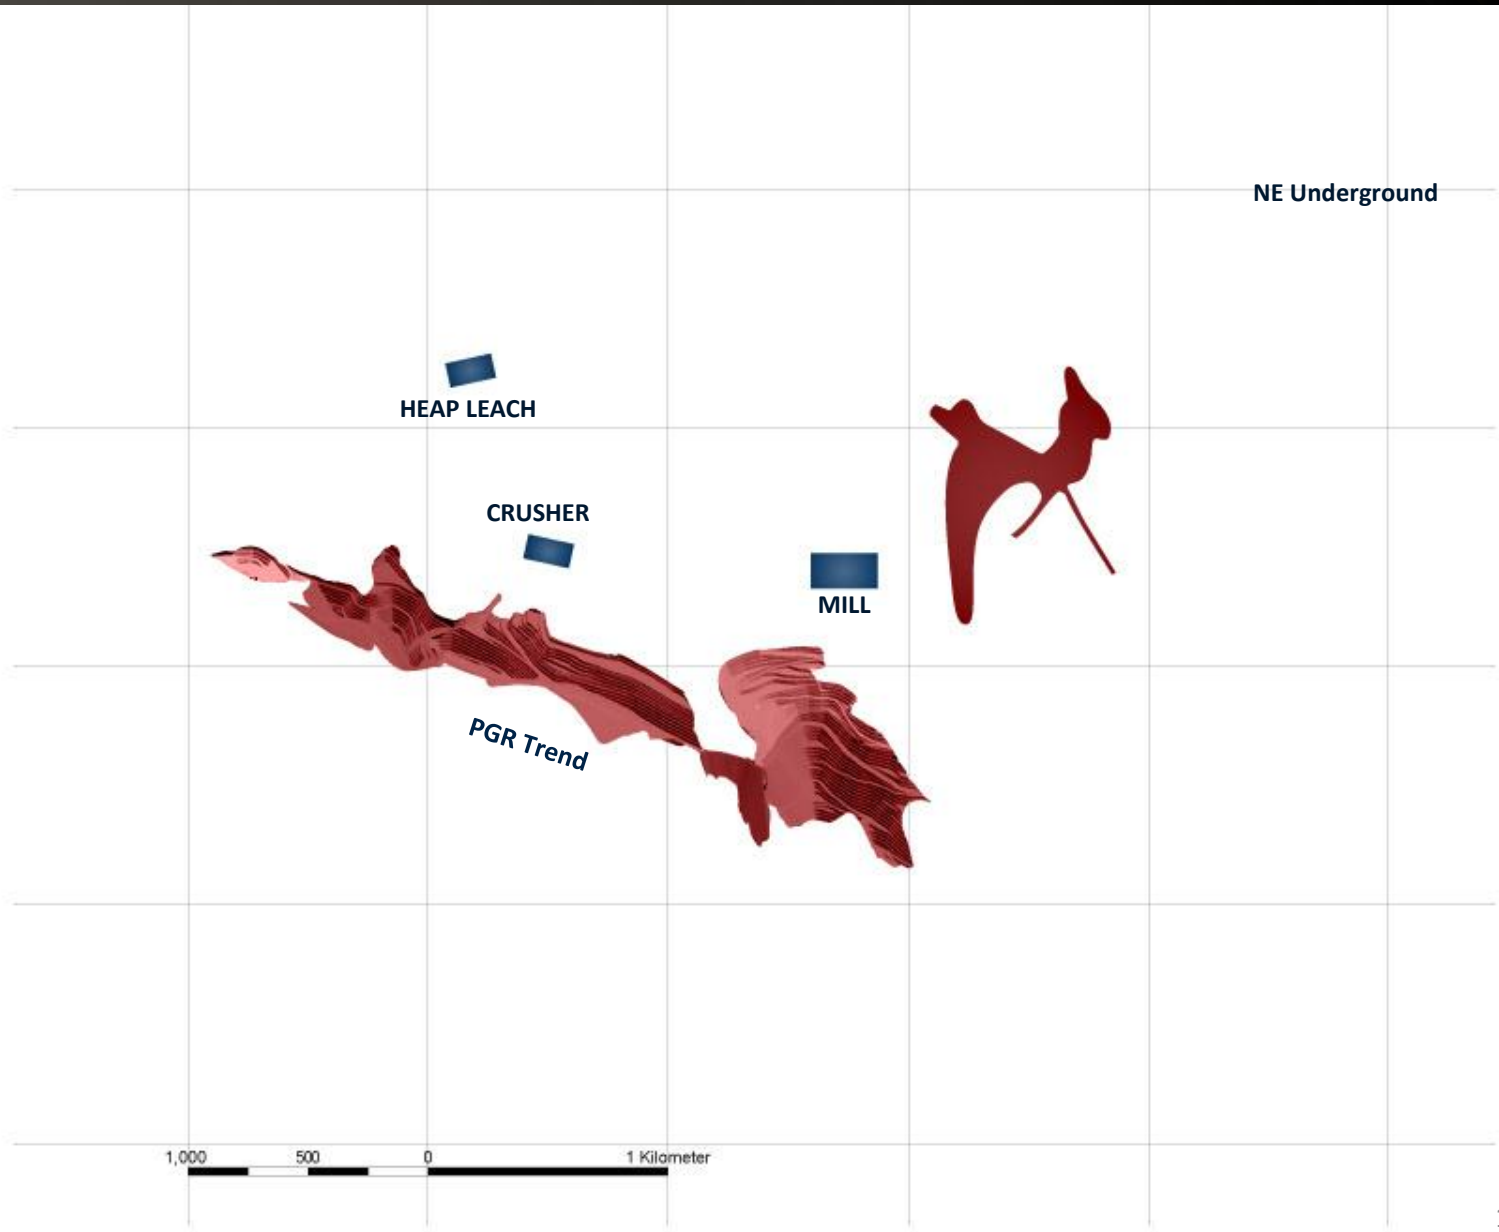 NE Underground
HEAP LEACH
CRUSHER
MILL
PGR Trend
1,000 500 0 1 Kilometer